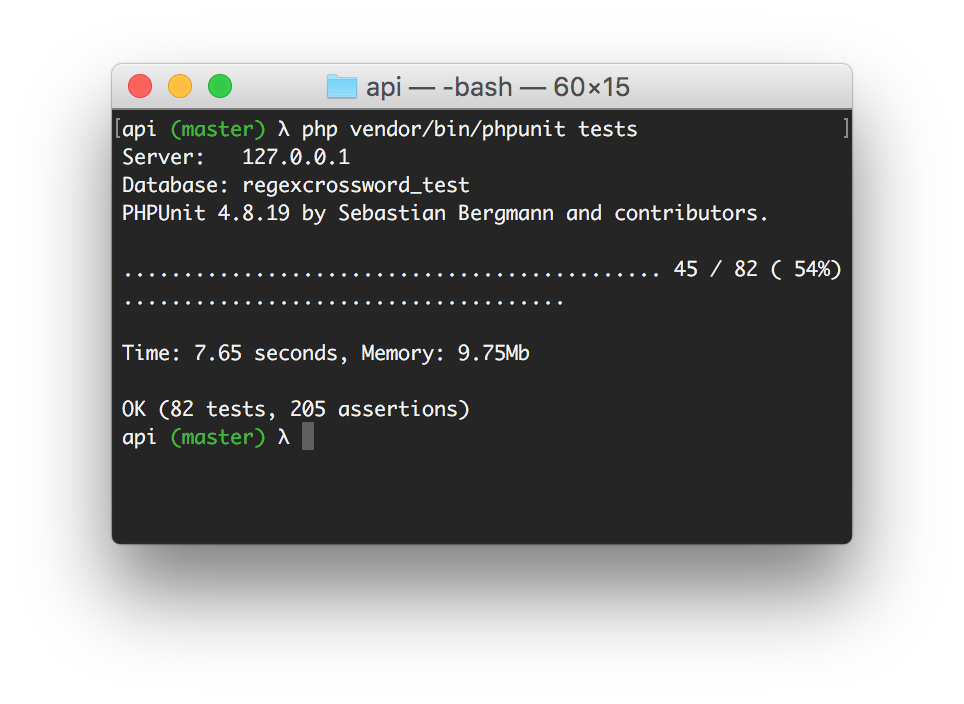 api — -bash — 60×15
[api (master) λ php vendor/bin/phpunit tests ]
Server:   127.0.0.1
Database: regexcrossword_test
PHPUnit 4.8.19 by Sebastian Bergmann and contributors.
............................................. 45 / 82 ( 54%)
.....................................
Time: 7.65 seconds, Memory: 9.75Mb
OK (82 tests, 205 assertions)
api (master) λ